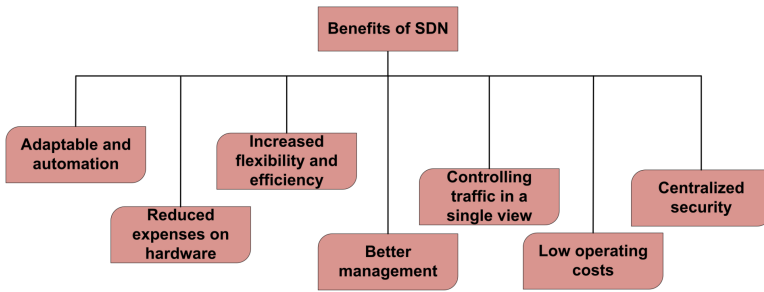 Benefits of SDN
Adaptable and
automation
Reduced
expenses on
hardware
Increased
flexibility and
efficiency
Better
management
Controlling
traffic in a
single view
Low operating
costs
Centralized
security